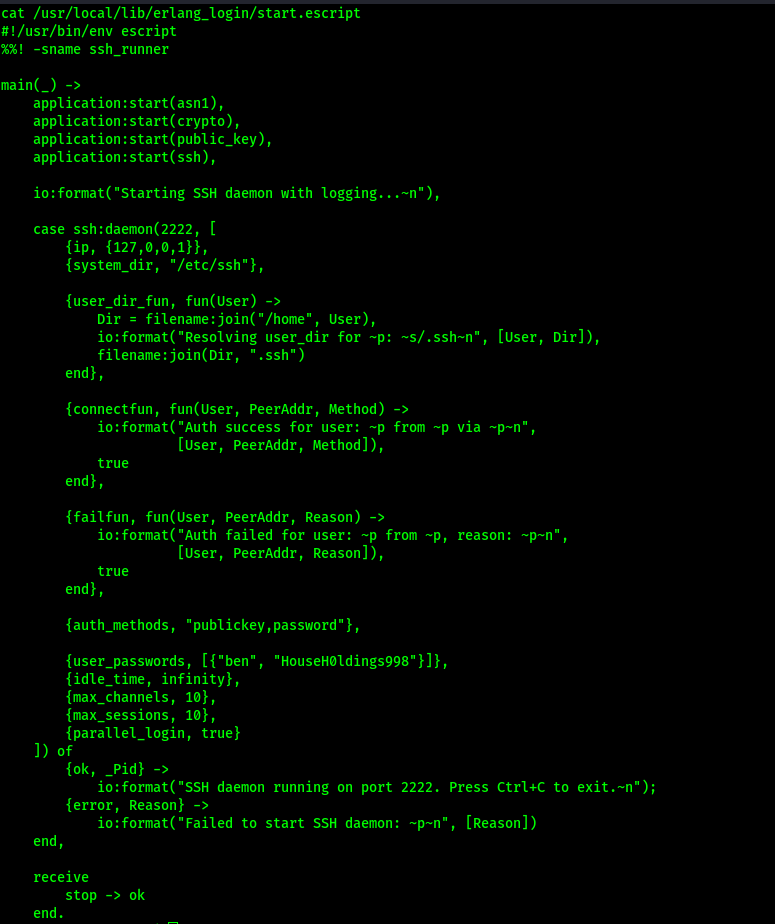 cat /usr/local/lib/erlang_login/start.escript
#!/usr/bin/env escript
%%! -sname ssh_runner

main(_) ->
    application:start(asn1),
    application:start(crypto),
    application:start(public_key),
    application:start(ssh),

    io:format("Starting SSH daemon with logging...~n"),

    case ssh:daemon(2222, [
        {ip, {127,0,0,1}},
        {system_dir, "/etc/ssh"},

        {user_dir_fun, fun(User) ->
            Dir = filename:join("/home", User),
            io:format("Resolving user_dir for ~p: ~s/.ssh~n", [User, Dir]),
            filename:join(Dir, ".ssh")
        end},

        {connectfun, fun(User, PeerAddr, Method) ->
            io:format("Auth success for user: ~p from ~p via ~p~n",
                      [User, PeerAddr, Method]),
            true
        end},

        {failfun, fun(User, PeerAddr, Reason) ->
            io:format("Auth failed for user: ~p from ~p, reason: ~p~n",
                      [User, PeerAddr, Reason]),
            true
        end},

        {auth_methods, "publickey,password"},

        {user_passwords, [{"ben", "HouseH0ldings998"}]},
        {idle_time, infinity},
        {max_channels, 10},
        {max_sessions, 10},
        {parallel_login, true}
    ]) of
        {ok, _Pid} ->
            io:format("SSH daemon running on port 2222. Press Ctrl+C to exit.~n");
        {error, Reason} ->
            io:format("Failed to start SSH daemon: ~p~n", [Reason])
    end,

    receive
        stop -> ok
    end.